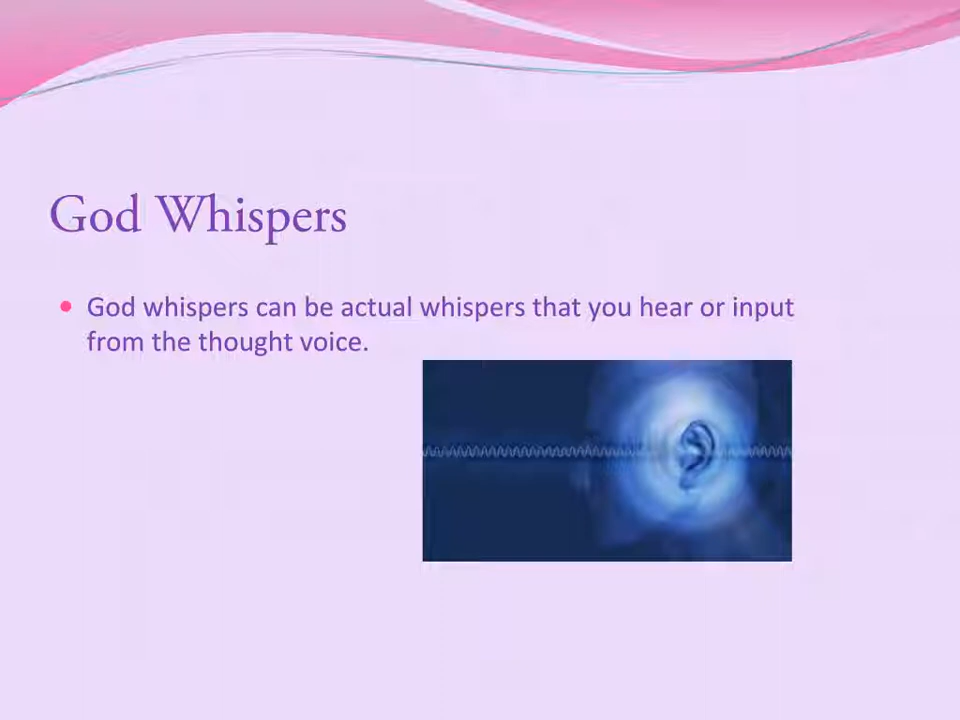 God Whispers
God whispers can be actual whispers that you hear or input
from the thought voice.